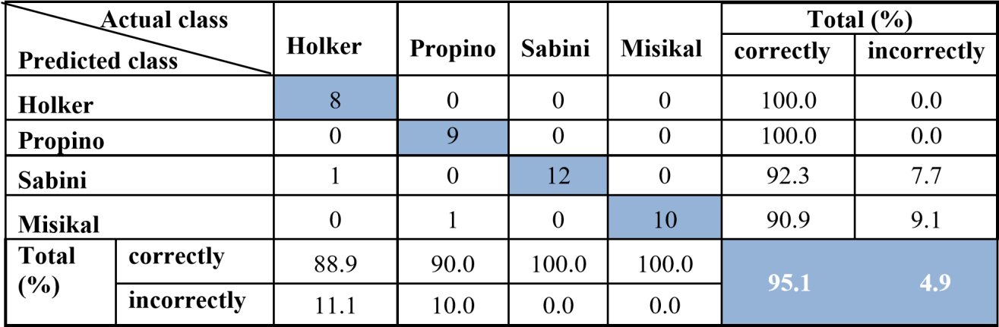 Actual class Holker Propino Sabini Misikal Total (%)
Predicted class correctly incorrectly
Holker 8 0 0 0 100.0 0.0
Propino 0 9 0 0 100.0 0.0
Sabini 1 0 12 0 92.3 7.7
Misikal 0 1 0 10 90.9 9.1
Total (%) correctly 88.9 90.0 100.0 100.0 95.1 4.9
incorrectly 11.1 10.0 0.0 0.0